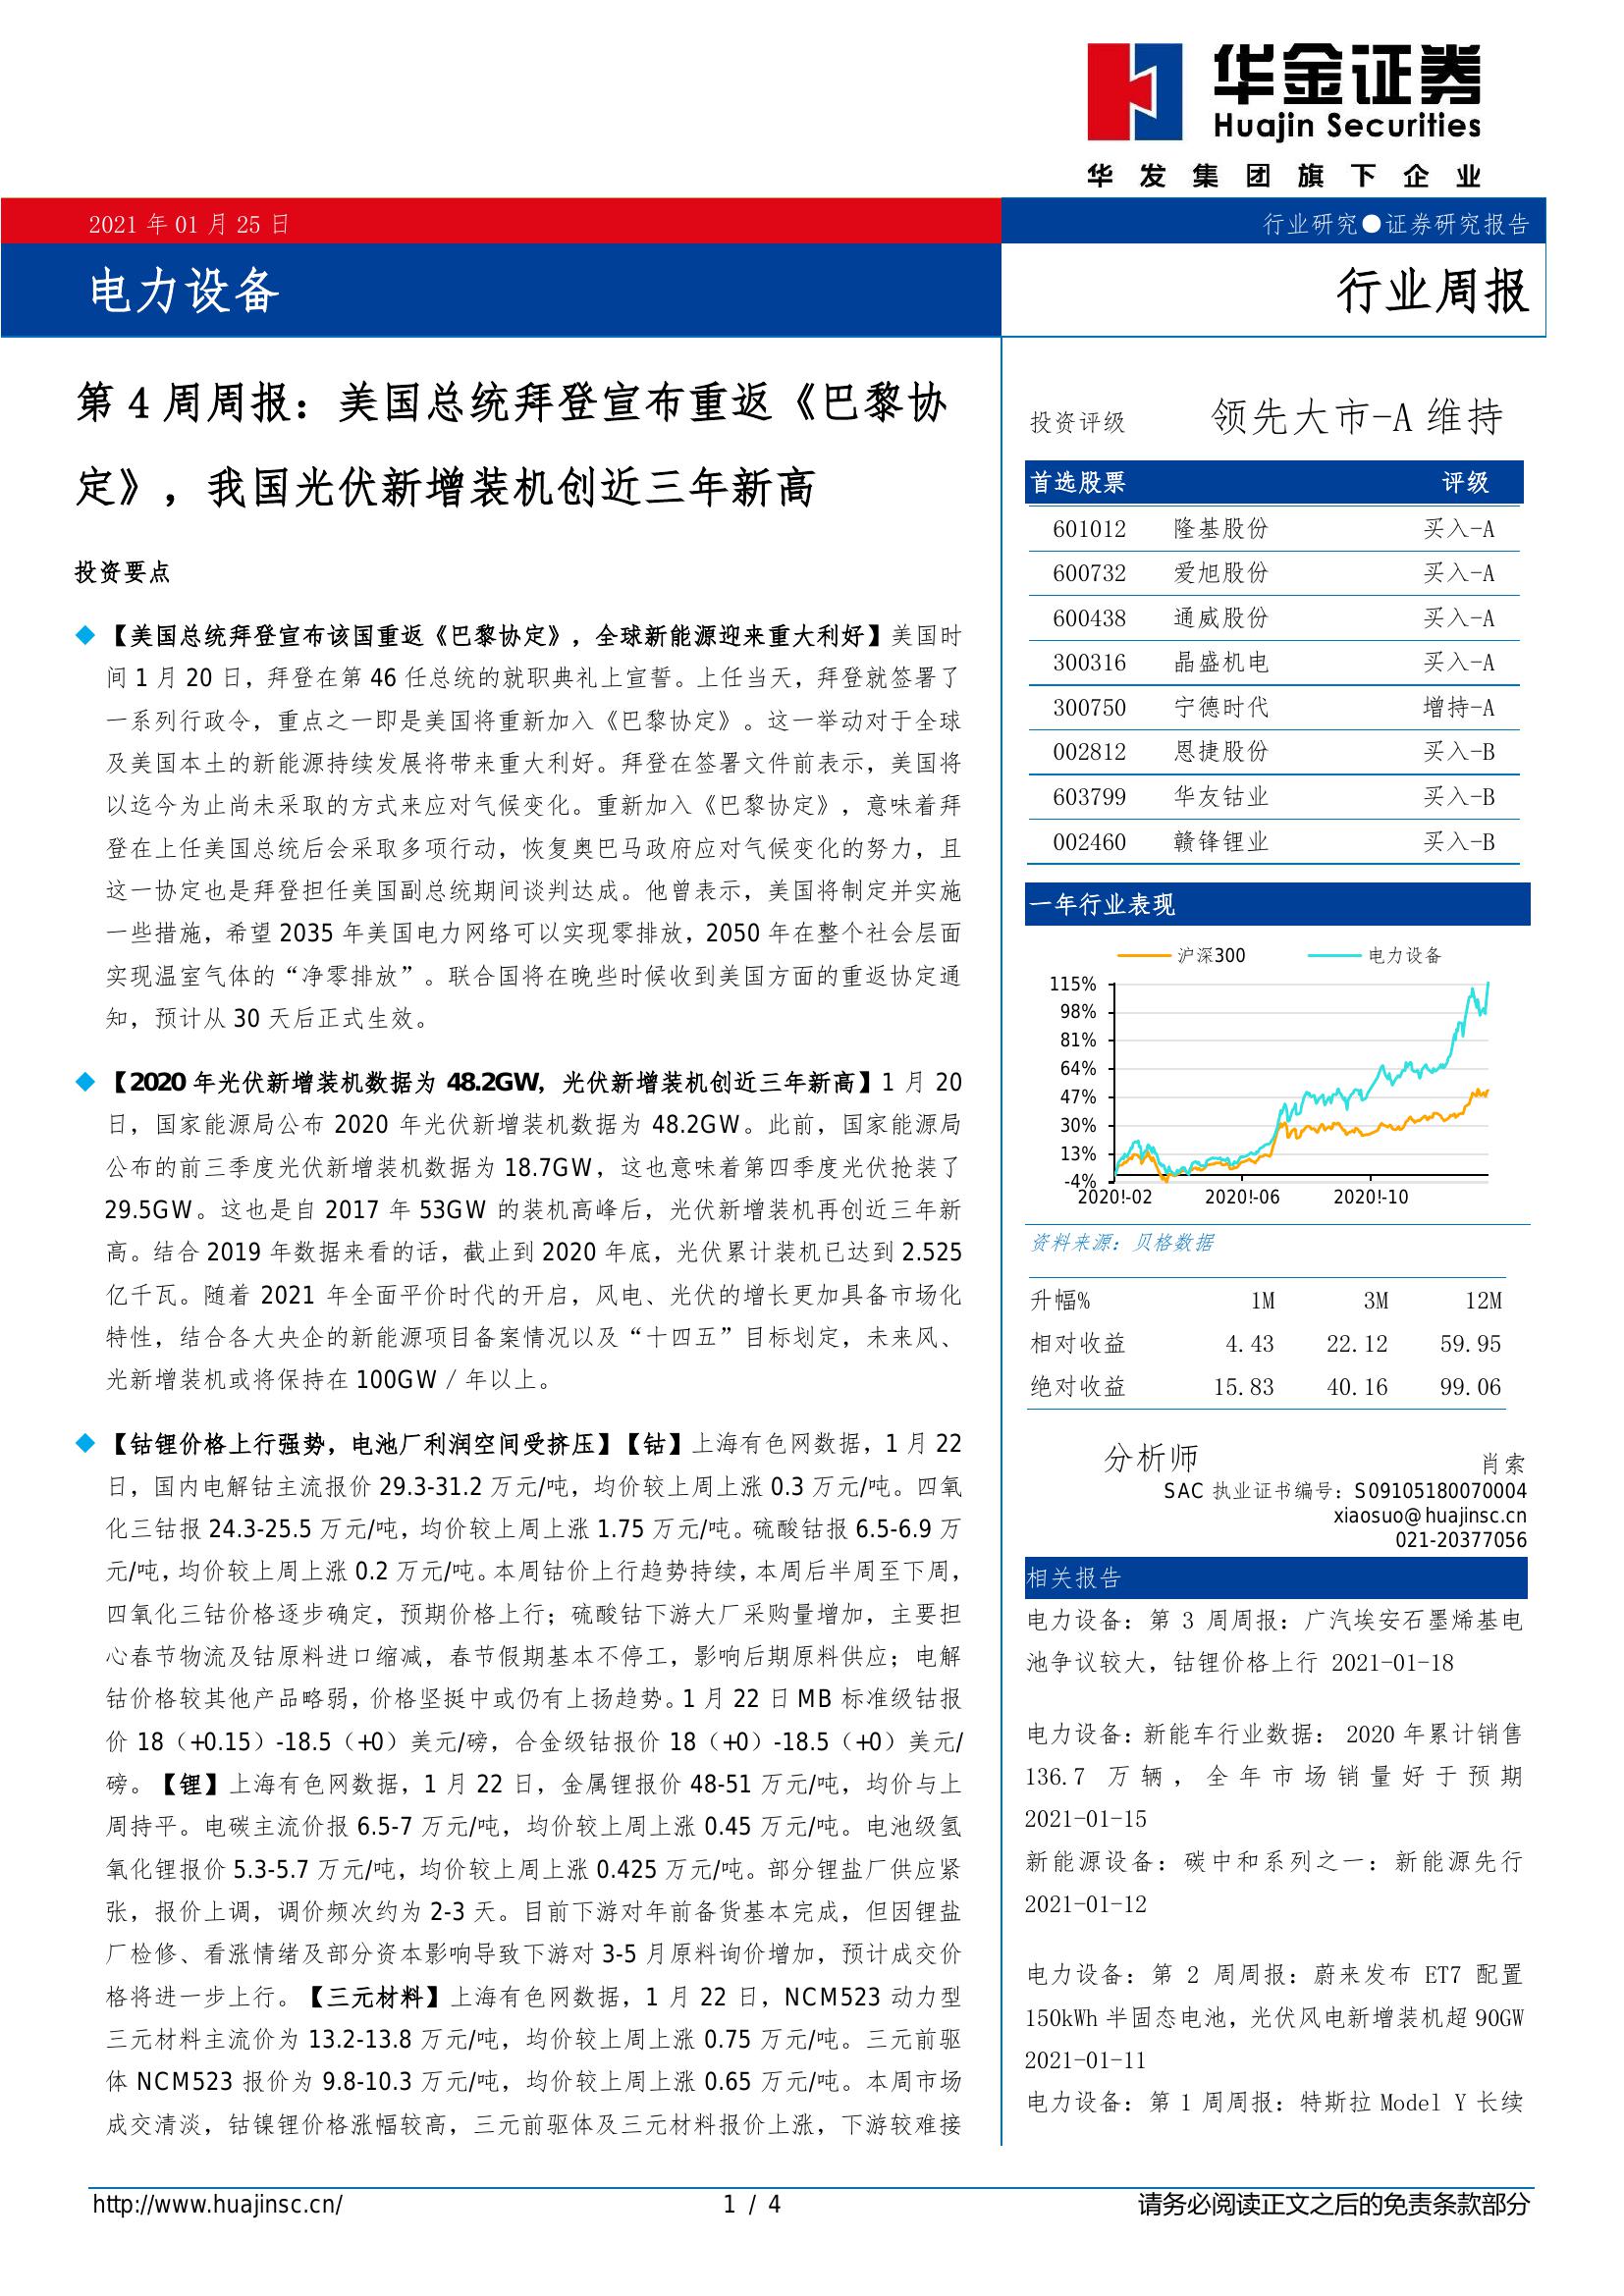 华金证券
Huajin Securities
华发集团旗下企业
2021 年 01 月 25 日
行业研究●证券研究报告
电力设备
行业周报
第 4 周周报：美国总统拜登宣布重返《巴黎协
定》，我国光伏新增装机创近三年新高
投资要点
◆ 【美国总统拜登宣布该国重返《巴黎协定》，全球新能源迎来重大利好】美国时
间 1 月 20 日，拜登在第 46 任总统的就职典礼上宣誓。上任当天，拜登就签署了
一系列行政令，重点之一即是美国将重新加入《巴黎协定》。这一举动对于全球
及美国本土的新能源持续发展将带来重大利好。拜登在签署文件前表示，美国将
以迄今为止尚未采取的方式来应对气候变化。重新加入《巴黎协定》，意味着拜
登在上任美国总统后会采取多项行动，恢复奥巴马政府应对气候变化的努力，且
这一协定也是拜登担任美国副总统期间谈判达成。他曾表示，美国将制定并实施
一些措施，希望 2035 年美国电力网络可以实现零排放，2050 年在整个社会层面
实现温室气体的“净零排放”。联合国将在晚些时候收到美国方面的重返协定通
知，预计从 30 天后正式生效。
◆ 【2020 年光伏新增装机数据为 48.2GW，光伏新增装机创近三年新高】1 月 20
日，国家能源局公布 2020 年光伏新增装机数据为 48.2GW。此前，国家能源局
公布的前三季度光伏新增装机数据为 18.7GW，这也意味着第四季度光伏抢装了
29.5GW。这也是自 2017 年 53GW 的装机高峰后，光伏新增装机再创近三年新
高。结合 2019 年数据来看的话，截止到 2020 年底，光伏累计装机已达到 2.525
亿千瓦。随着 2021 年全面平价时代的开启，风电、光伏的增长更加具备市场化
特性，结合各大央企的新能源项目备案情况以及“十四五”目标划定，未来风、
光新增装机或将保持在 100GW / 年以上。
◆ 【钴锂价格上行强势，电池厂利润空间受挤压】【钴】上海有色网数据，1 月 22
日，国内电解钴主流报价 29.3-31.2 万元/吨，均价较上周上涨 0.3 万元/吨。四氧
化三钴报 24.3-25.5 万元/吨，均价较上周上涨 1.75 万元/吨。硫酸钴报 6.5-6.9 万
元/吨，均价较上周上涨 0.2 万元/吨。本周钴价上行趋势持续，本周后半周至下周，
四氧化三钴价格逐步确定，预期价格上行；硫酸钴下游大厂采购量增加，主要担
心春节物流及钴原料进口缩减，春节假期基本不停工，影响后期原料供应；电解
钴价格较其他产品略弱，价格坚挺中或仍有上扬趋势。1 月 22 日 MB 标准级钴报
价 18（+0.15）-18.5（+0）美元/磅，合金级钴报价 18（+0）-18.5（+0）美元/
磅。【锂】上海有色网数据，1 月 22 日，金属锂报价 48-51 万元/吨，均价与上
周持平。电碳主流价报 6.5-7 万元/吨，均价较上周上涨 0.45 万元/吨。电池级氢
氧化锂报价 5.3-5.7 万元/吨，均价较上周上涨 0.425 万元/吨。部分锂盐厂供应紧
张，报价上调，调价频次约为 2-3 天。目前下游对年前备货基本完成，但因锂盐
厂检修、看涨情绪及部分资本影响导致下游对 3-5 月原料询价增加，预计成交价
格将进一步上行。【三元材料】上海有色网数据，1 月 22 日，NCM523 动力型
三元材料主流价为 13.2-13.8 万元/吨，均价较上周上涨 0.75 万元/吨。三元前驱
体 NCM523 报价为 9.8-10.3 万元/吨，均价较上周上涨 0.65 万元/吨。本周市场
成交清淡，钴镍锂价格涨幅较高，三元前驱体及三元材料报价上涨，下游较难接
投资评级 领先大市-A 维持
首选股票 评级
601012 隆基股份 买入-A
600732 爱旭股份 买入-A
600438 通威股份 买入-A
300316 晶盛机电 买入-A
300750 宁德时代 增持-A
002812 恩捷股份 买入-B
603799 华友钴业 买入-B
002460 赣锋锂业 买入-B
一年行业表现
沪深300 电力设备
115%
98%
81%
64%
47%
30%
13%
-4%
2020!-02 2020!-06 2020!-10
资料来源：贝格数据
升幅% 1M 3M 12M
相对收益 4.43 22.12 59.95
绝对收益 15.83 40.16 99.06
分析师 肖索
SAC 执业证书编号：S09105180070004
xiaosuo@huajinsc.cn
021-20377056
相关报告
电力设备：第 3 周周报：广汽埃安石墨烯基电
池争议较大，钴锂价格上行 2021-01-18
电力设备：新能车行业数据： 2020 年累计销售
136.7 万辆，全年市场销量好于预期
2021-01-15
新能源设备：碳中和系列之一：新能源先行
2021-01-12
电力设备：第 2 周周报：蔚来发布 ET7 配置
150kWh 半固态电池，光伏风电新增装机超 90GW
2021-01-11
电力设备：第 1 周周报：特斯拉 Model Y 长续
http://www.huajinsc.cn/ 1 / 4 请务必阅读正文之后的免责条款部分